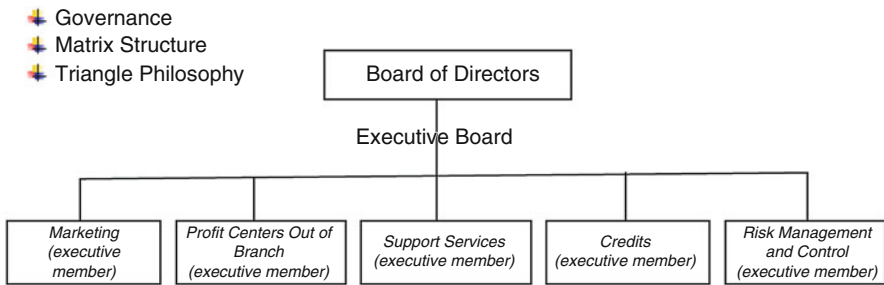 Governance
Matrix Structure
Triangle Philosophy
Board of Directors
Executive Board
Marketing
(executive
member)
Profit Centers Out of
Branch
(executive member)
Support Services
(executive member)
Credits
(executive member)
Risk Management
and Control
(executive member)